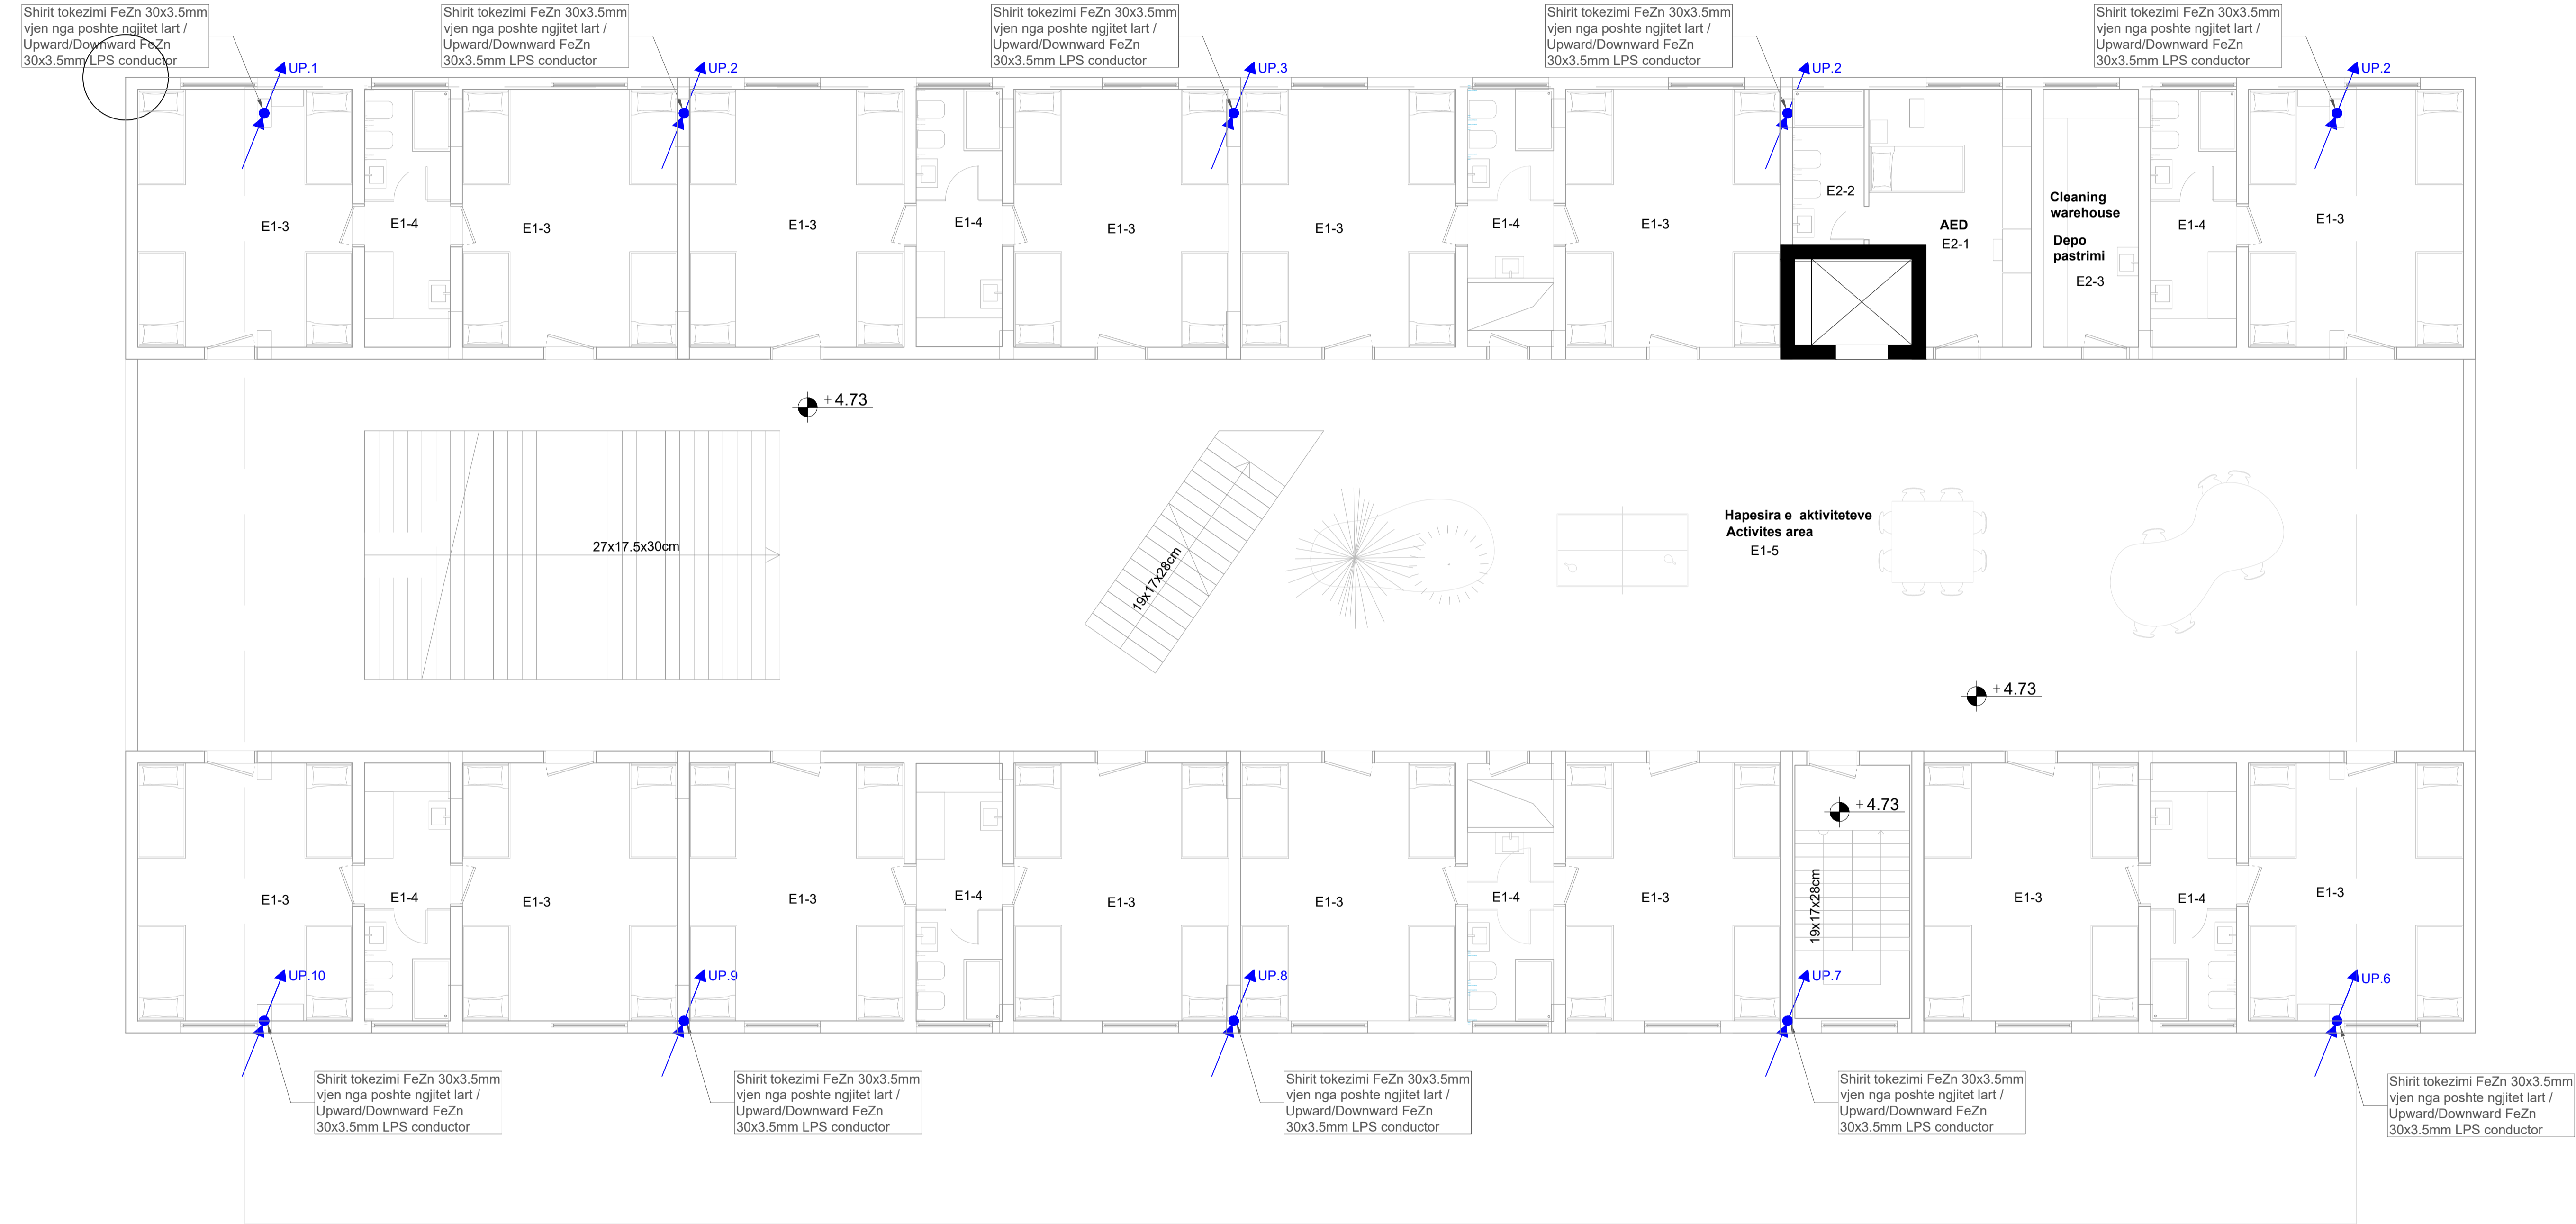 Shirit tokezimi FeZn 30x3.5mm
vjen nga poshte ngjitet lart /
Upward/Downward FeZn
30x3.5mm LPS conductor
Shirit tokezimi FeZn 30x3.5mm
vjen nga poshte ngjitet lart /
Upward/Downward FeZn
30x3.5mm LPS conductor
Shirit tokezimi FeZn 30x3.5mm
vjen nga poshte ngjitet lart /
Upward/Downward FeZn
30x3.5mm LPS conductor
Shirit tokezimi FeZn 30x3.5mm
vjen nga poshte ngjitet lart /
Upward/Downward FeZn
30x3.5mm LPS conductor
Shirit tokezimi FeZn 30x3.5mm
vjen nga poshte ngjitet lart /
Upward/Downward FeZn
30x3.5mm LPS conductor
UP.1
UP.2
UP.3
UP.2
UP.2
E1-3
E1-4
E1-3
E1-3
E1-4
E1-3
E1-3
E1-4
E1-3
E2-2
AED
E2-1
Cleaning
warehouse
Depo
pastrimi
E2-3
E1-4
E1-3
+4.73
27x17.5x30cm
19x17x28cm
Hapesira e aktiviteteve
Activites area
E1-5
+4.73
+4.73
19x17x28cm
E1-3
E1-4
E1-3
E1-3
E1-4
E1-3
E1-3
E1-4
E1-3
E1-3
E1-4
E1-3
UP.10
UP.9
UP.8
UP.7
UP.6
Shirit tokezimi FeZn 30x3.5mm
vjen nga poshte ngjitet lart /
Upward/Downward FeZn
30x3.5mm LPS conductor
Shirit tokezimi FeZn 30x3.5mm
vjen nga poshte ngjitet lart /
Upward/Downward FeZn
30x3.5mm LPS conductor
Shirit tokezimi FeZn 30x3.5mm
vjen nga poshte ngjitet lart /
Upward/Downward FeZn
30x3.5mm LPS conductor
Shirit tokezimi FeZn 30x3.5mm
vjen nga poshte ngjitet lart /
Upward/Downward FeZn
30x3.5mm LPS conductor
Shirit tokezimi FeZn 30x3.5mm
vjen nga poshte ngjitet lart /
Upward/Downward FeZn
30x3.5mm LPS conductor